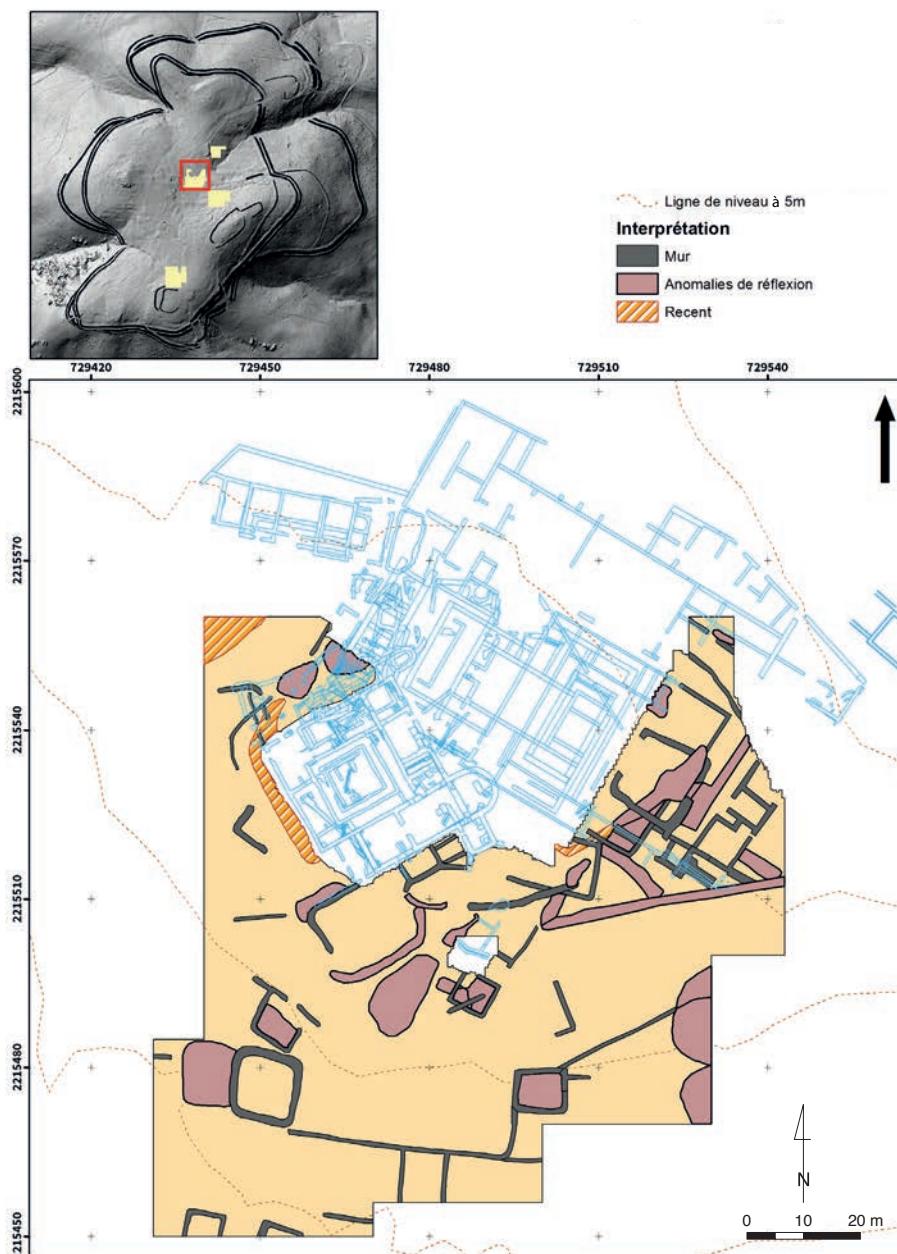 Ligne de niveau à 5m
Interprétation
Mur
Anomalies de réflexion
Recent
729420 729450 729480 729510 729540
2215600
2215570
2215540
2215510
2215480
2215450
N
0 10 20 m